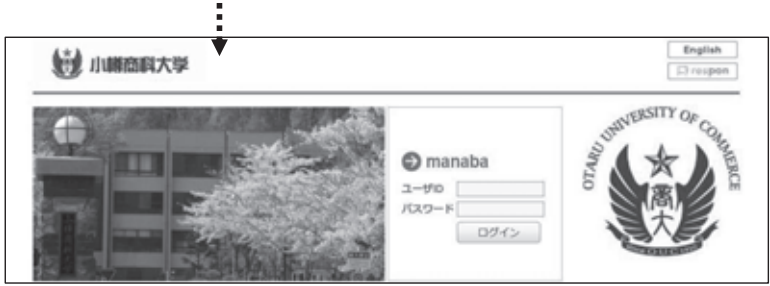 小樽商科大学
English
respon
manaba
ユーザID
パスワード
ログイン
OTARU UNIVERSITY OF COMMERCE
商大